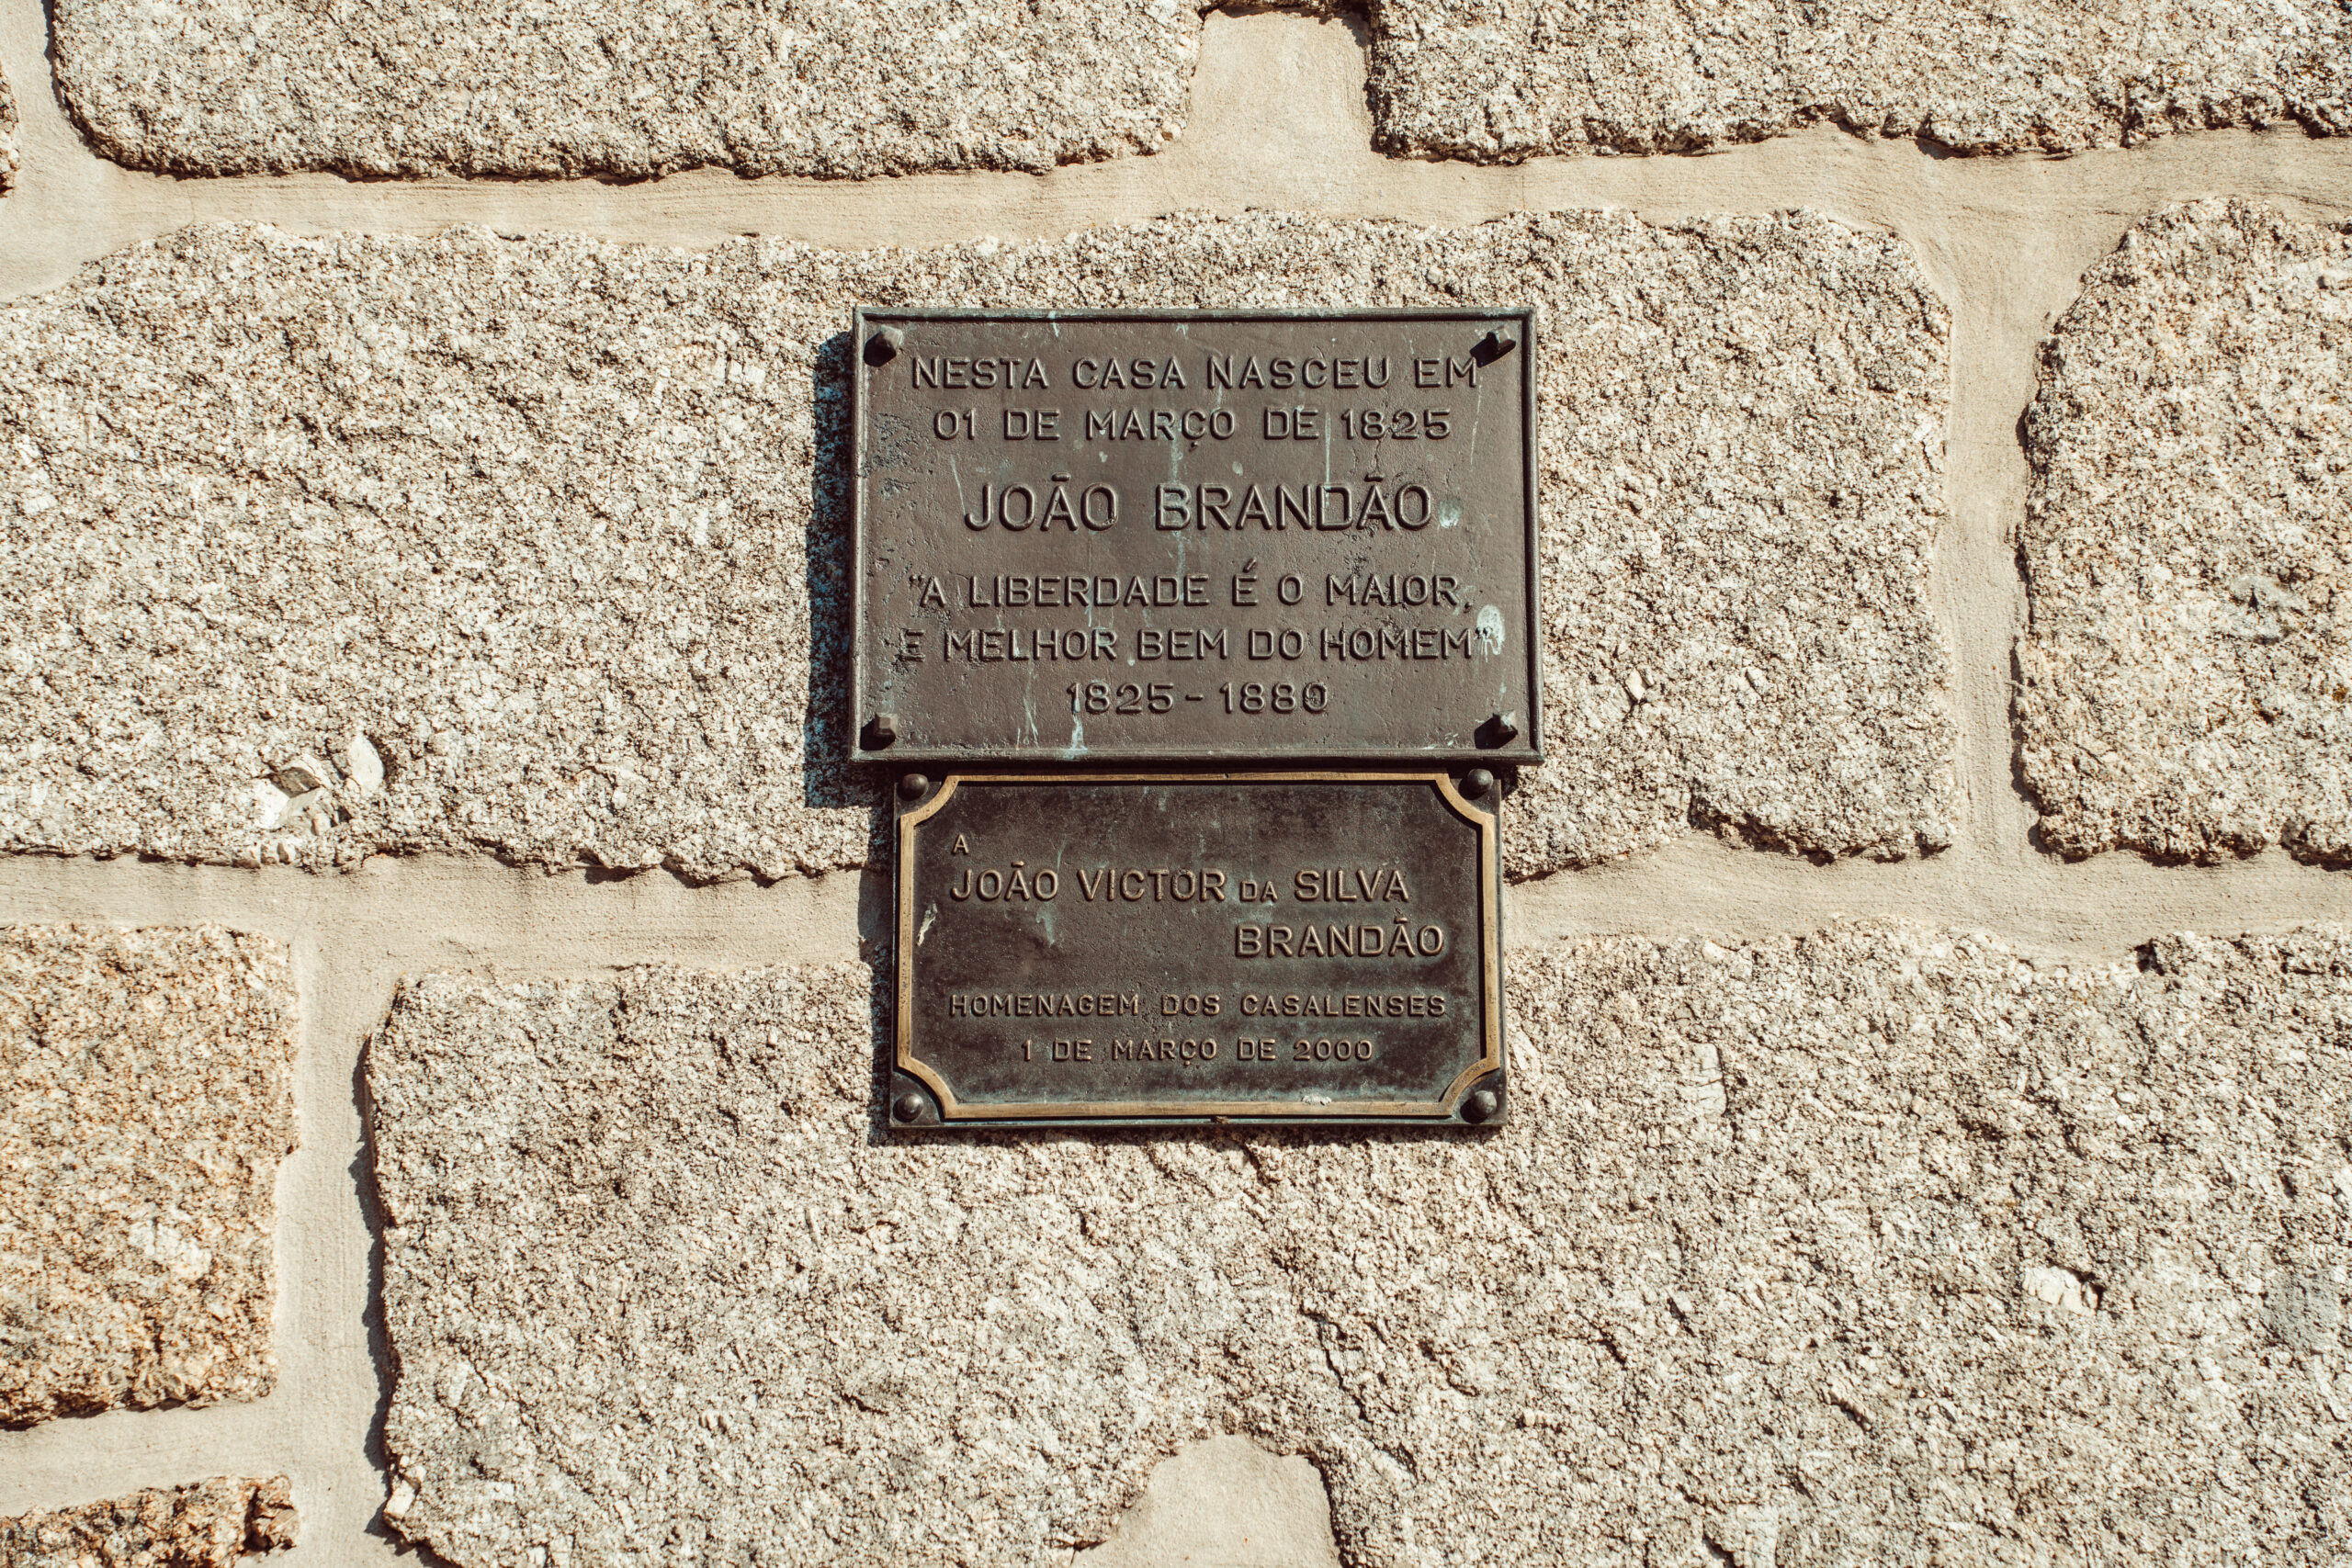 NESTA CASA NASCEU EM
01 DE MARÇO DE 1825
JOÃO BRANDÃO
"A LIBERDADE É O MAIOR,
E MELHOR BEM DO HOMEM"
1825 - 1880
A
JOÃO VICTOR DA SILVA
BRANDÃO
HOMENAGEM DOS CASALENSES
1 DE MARÇO DE 2000